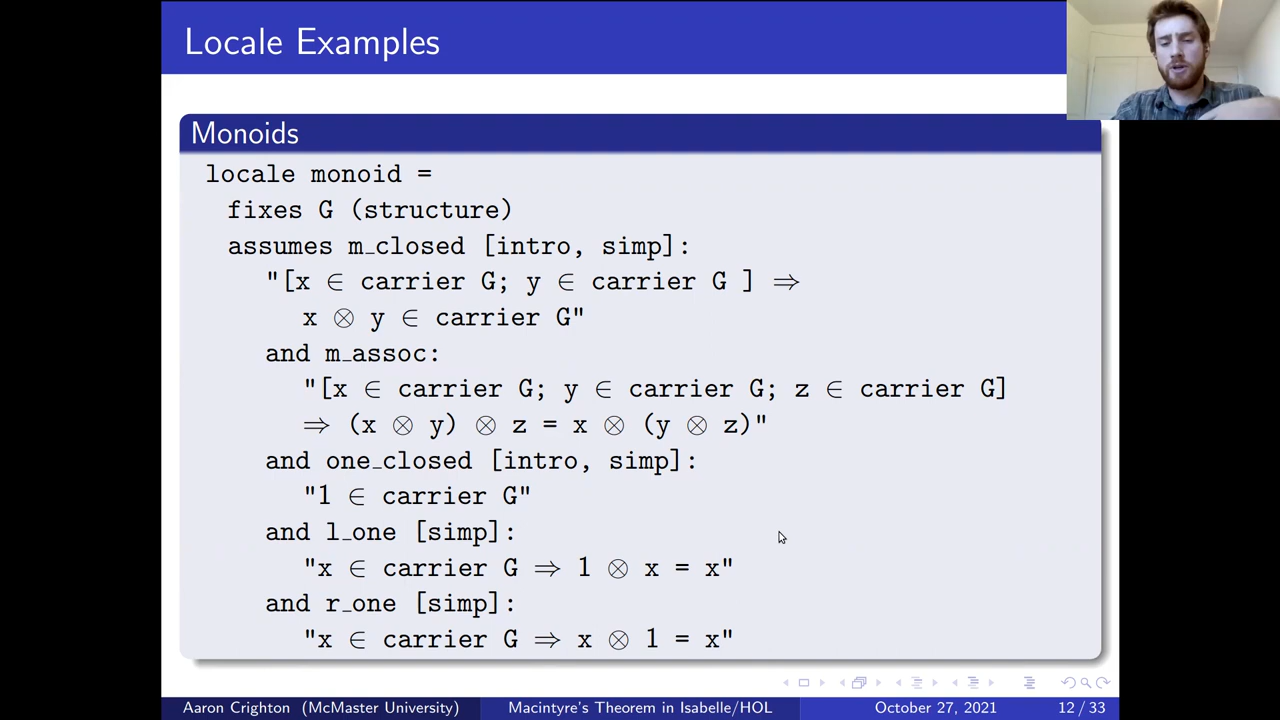 Locale Examples
Monoids
locale monoid =
fixes G (structure)
assumes m_closed [intro, simp]:
"[x ∈ carrier G; y ∈ carrier G ] ⇒
x ⊗ y ∈ carrier G"
and m_assoc:
"[x ∈ carrier G; y ∈ carrier G; z ∈ carrier G]
⇒ (x ⊗ y) ⊗ z = x ⊗ (y ⊗ z)"
and one_closed [intro, simp]:
"1 ∈ carrier G"
and l_one [simp]:
"x ∈ carrier G ⇒ 1 ⊗ x = x"
and r_one [simp]:
"x ∈ carrier G ⇒ x ⊗ 1 = x"
Aaron Crighton (McMaster University) Macintyre's Theorem in Isabelle/HOL October 27, 2021 12 / 33